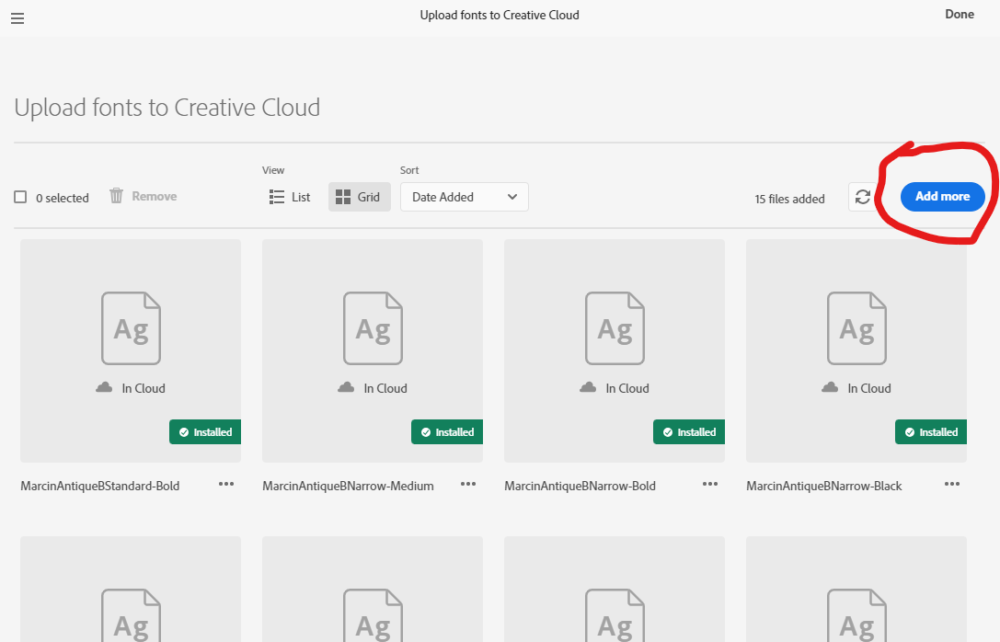 Upload fonts to Creative Cloud
Done
Upload fonts to Creative Cloud
View
Sort
0 selected
Remove
List
Grid
Date Added
15 files added
Add more
Ag
Ag
Ag
Ag
In Cloud
In Cloud
In Cloud
In Cloud
Installed
Installed
Installed
Installed
MarcinAntiqueBStandard-Bold
MarcinAntiqueBNarrow-Medium
MarcinAntiqueBNarrow-Bold
MarcinAntiqueBNarrow-Black
Ag
Ag
Ag
Ag